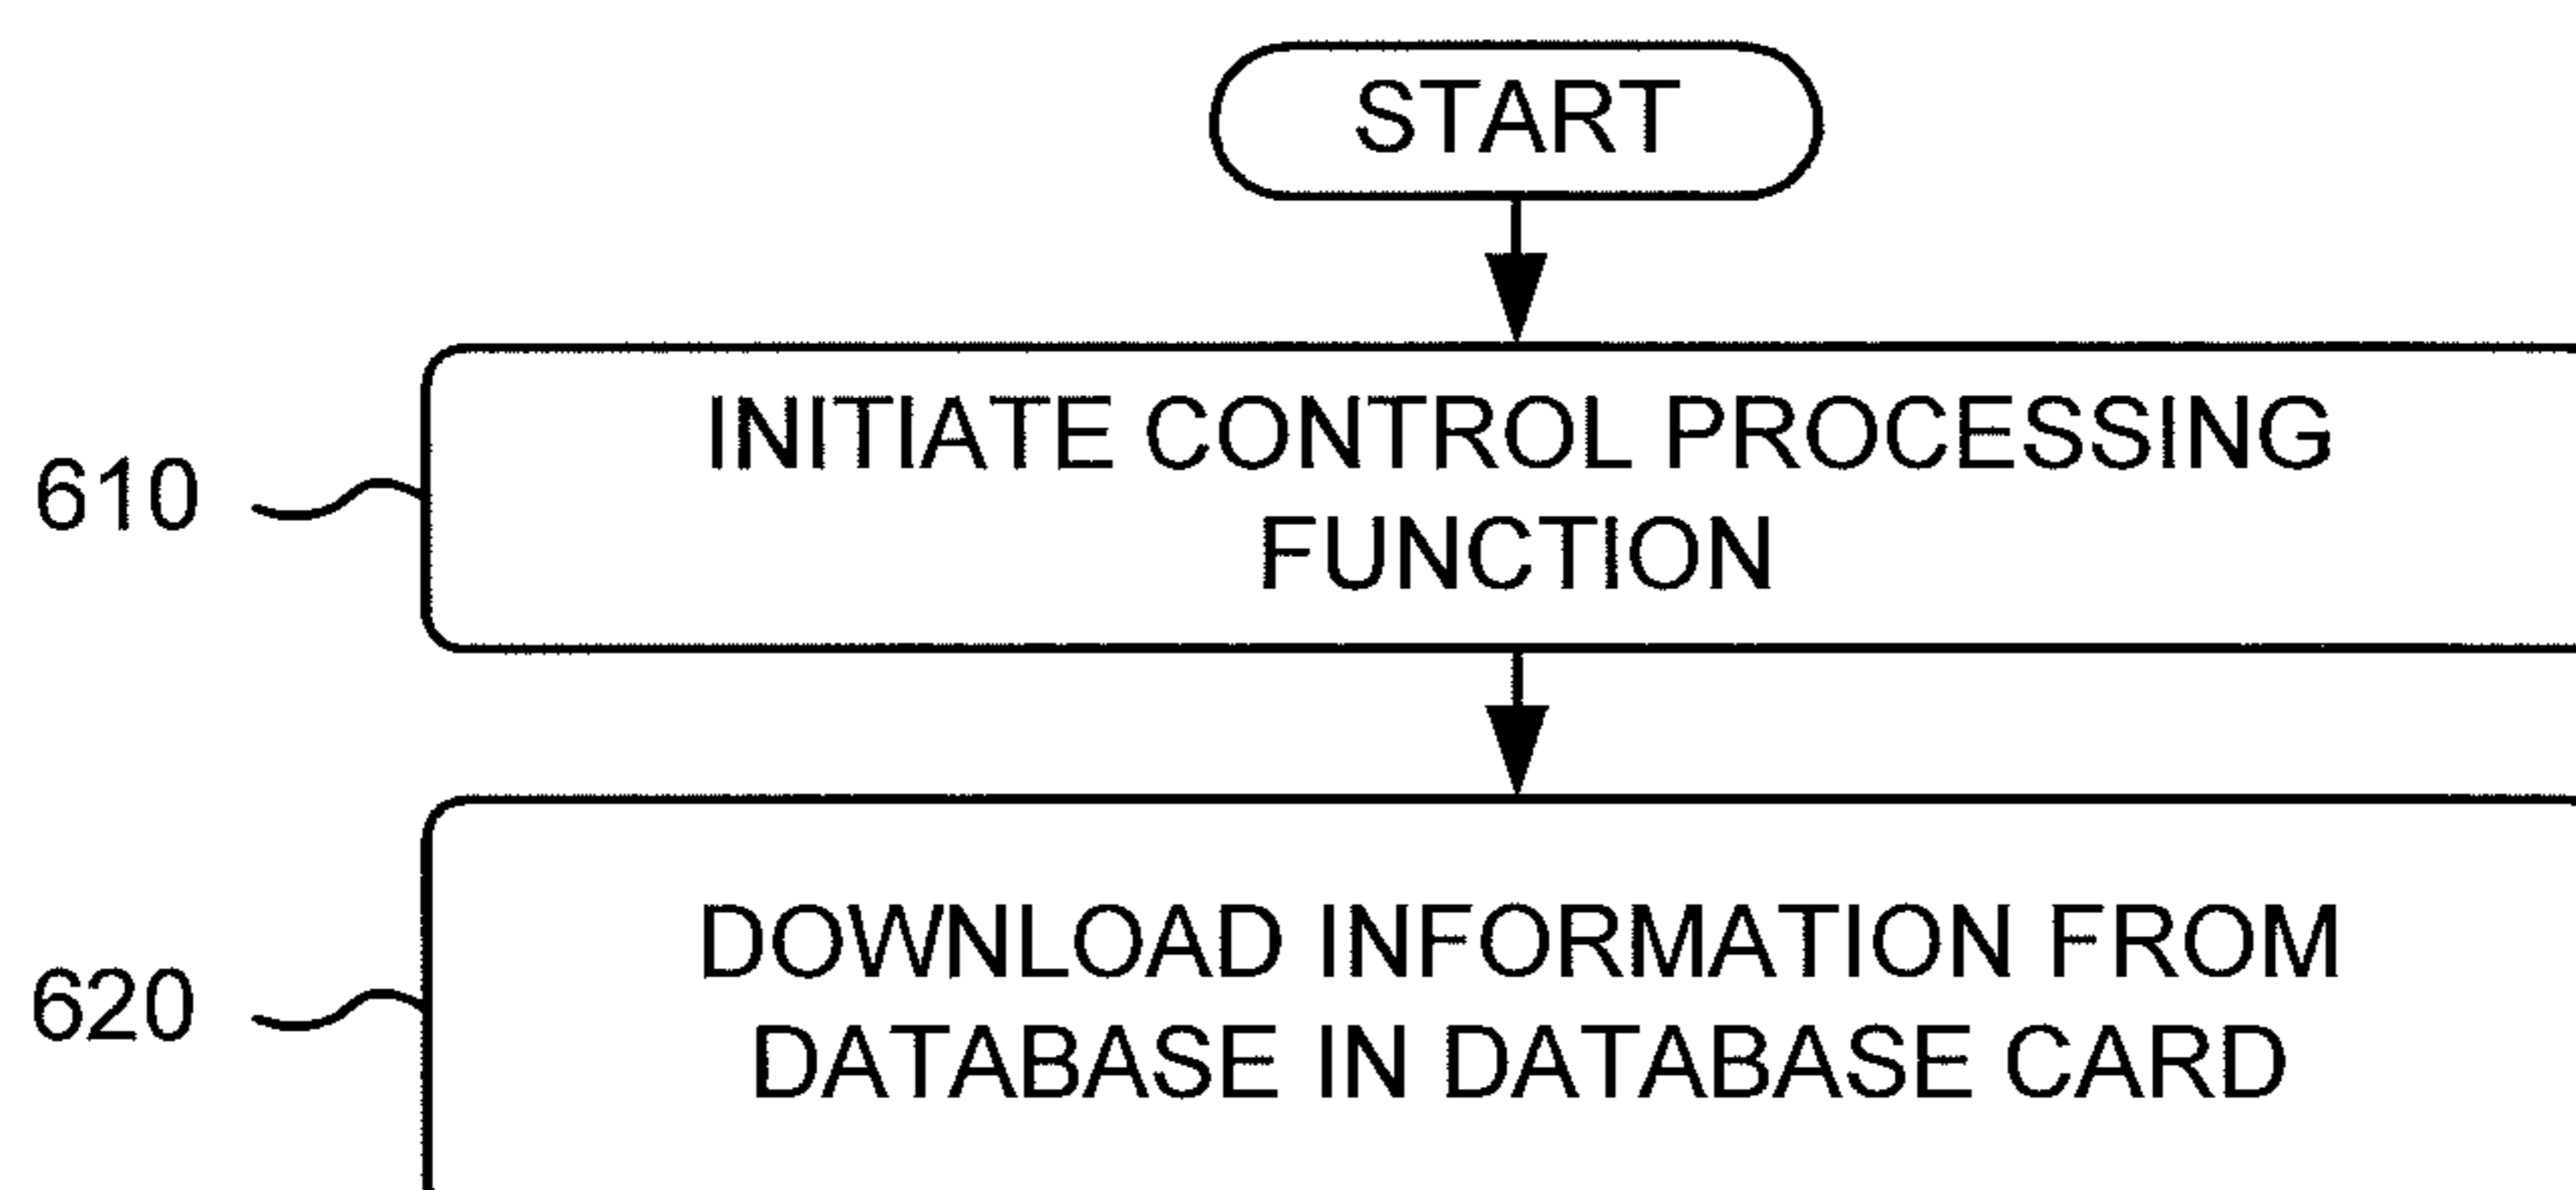 START
INITIATE CONTROL PROCESSING
FUNCTION
610
DOWNLOAD INFORMATION FROM
DATABASE IN DATABASE CARD
620